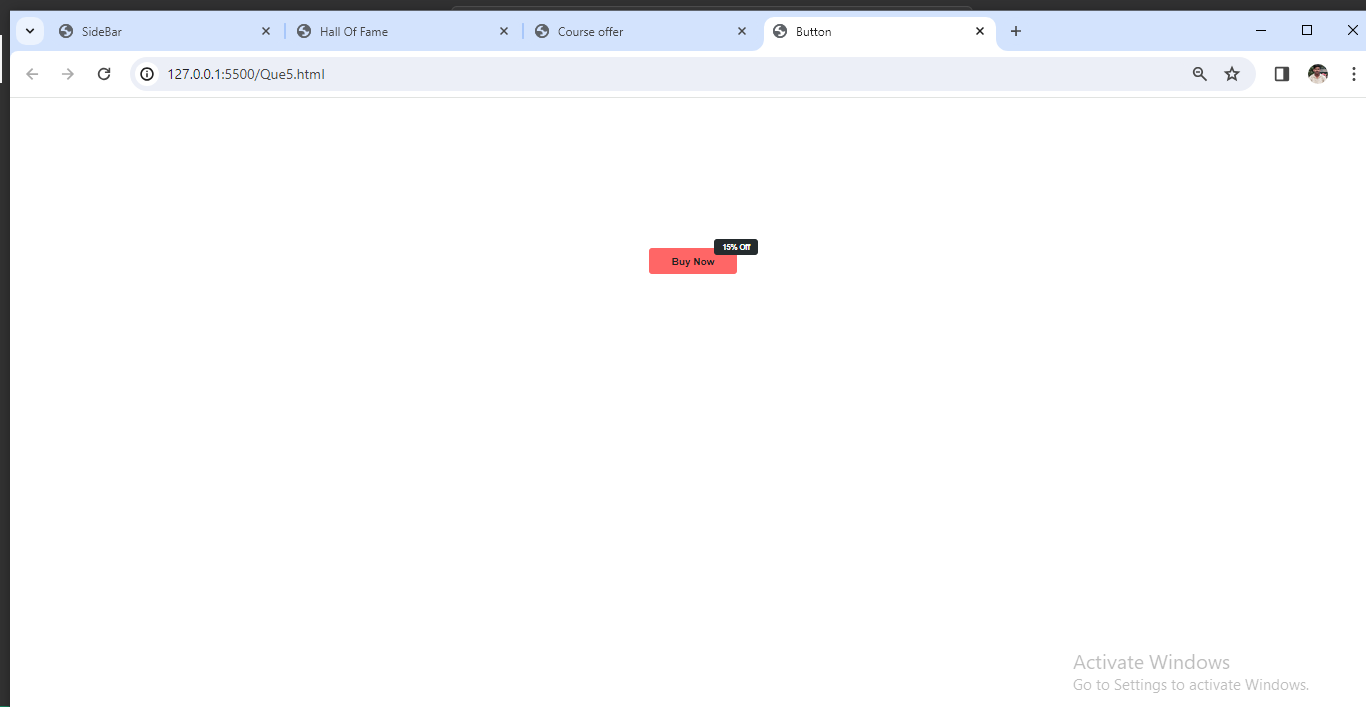 SideBar
Hall Of Fame
Course offer
Button
127.0.0.1:5500/Que5.html
15% Off
Buy Now
Activate Windows
Go to Settings to activate Windows.